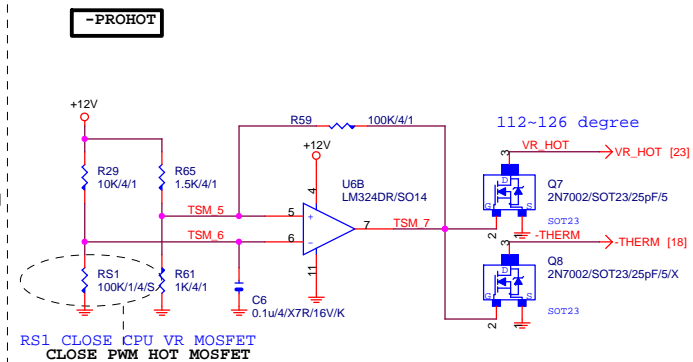 -PROHOT
+12V
R59 100K/4/1
112~126 degree
+12V
VR_HOT
VR_HOT [23]
R29
10K/4/1
R65
1.5K/4/1
U6B
LM324DR/SO14
3
D
G
S
2
1
Q7
2N7002/SOT23/25pF/5
SOT23
4
TSM_5
5
+
7
TSM_7
TSM_6
6
-
11
-THERM
-THERM [18]
RS1
100K/1/4/S
R61
1K/4/1
C6
0.1u/4/X7R/16V/K
3
D
G
S
2
1
Q8
2N7002/SOT23/25pF/5/X
SOT23
RS1 CLOSE CPU VR MOSFET
CLOSE PWM HOT MOSFET